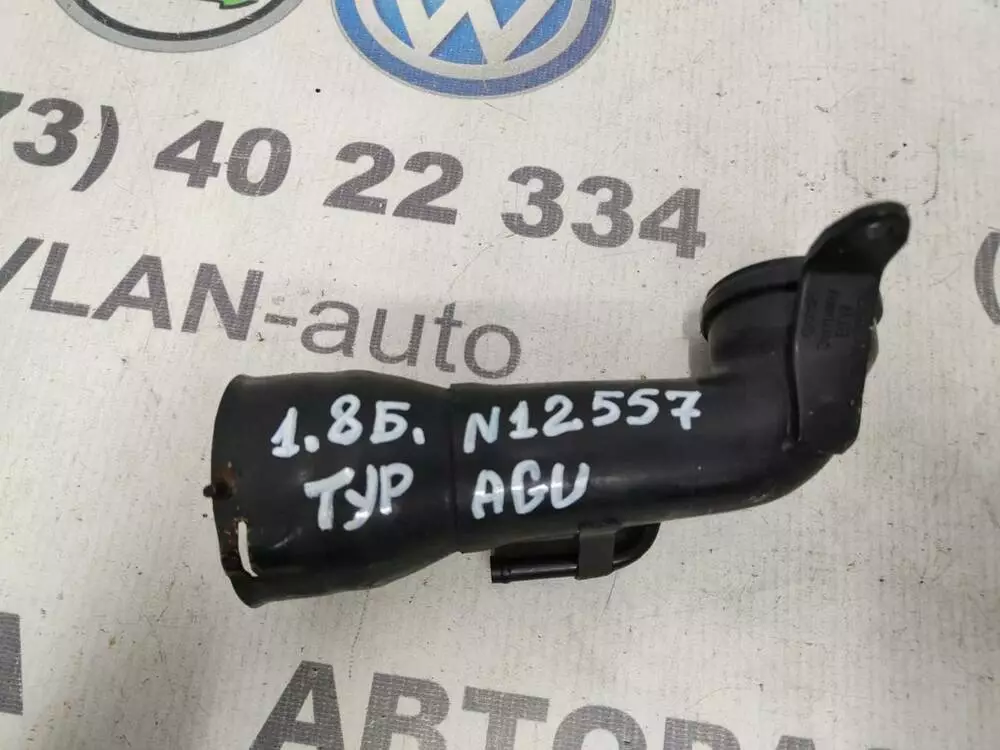 73) 40 22 334
VLAN-auto
1.8Б. N12557
ТУР AGU
АВТОРА